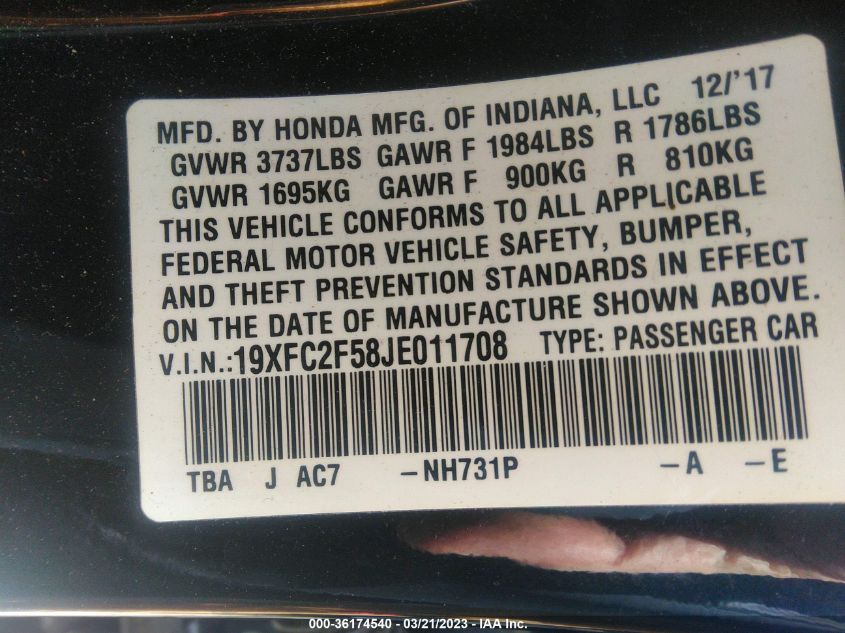 MFD. BY HONDA MFG. OF INDIANA, LLC 12/'17
GVWR 3737LBS GAWR F 1984LBS R 1786LBS
GVWR 1695KG GAWR F 900KG R 810KG
THIS VEHICLE CONFORMS TO ALL APPLICABLE
FEDERAL MOTOR VEHICLE SAFETY, BUMPER,
AND THEFT PREVENTION STANDARDS IN EFFECT
ON THE DATE OF MANUFACTURE SHOWN ABOVE.
V.I.N.:19XFC2F58JE011708 TYPE: PASSENGER CAR
TBA J AC7 –NH731P –A –E
000-36174540 / 03/21/2023 — IAA Inc.